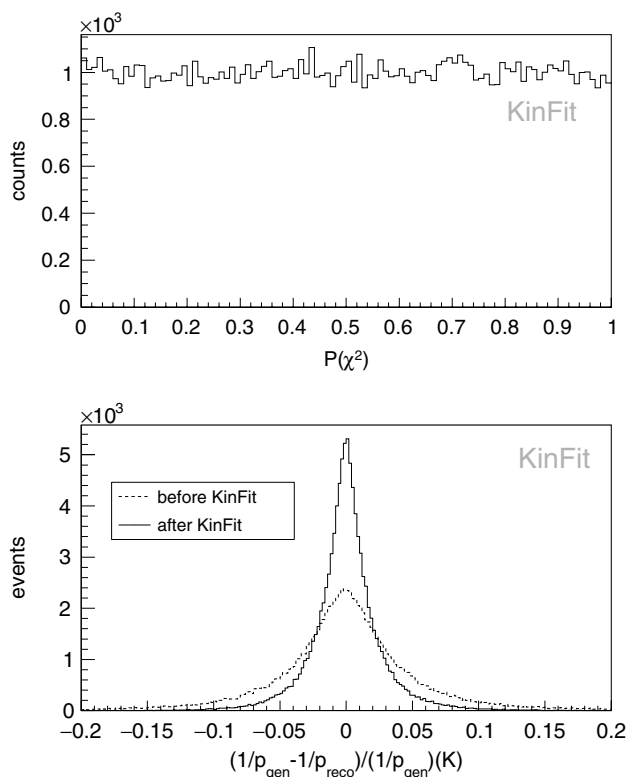 ×10³
1.2
1
0.8
0.6
0.4
0.2
0
counts
KinFit
0 0.1 0.2 0.3 0.4 0.5 0.6 0.7 0.8 0.9 1
P(χ²)
×10³
5
4
3
2
1
0
events
KinFit
before KinFit
after KinFit
−0.2 −0.15 −0.1 −0.05 0 0.05 0.1 0.15 0.2
(1/p_gen-1/p_reco)/(1/p_gen)(K)